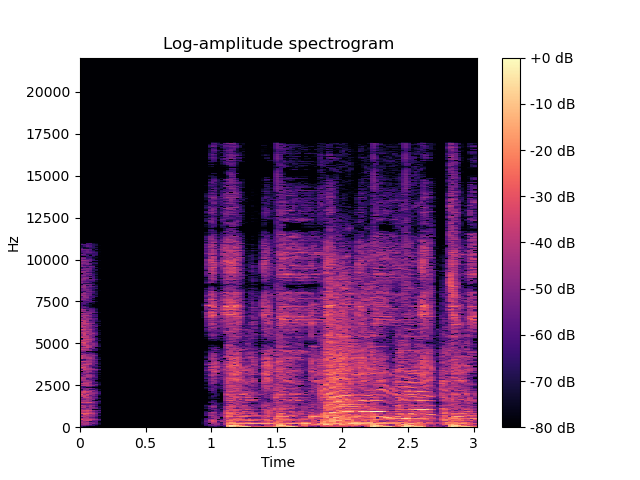 Log-amplitude spectrogram
Hz
20000
17500
15000
12500
10000
7500
5000
2500
0
0 0.5 1 1.5 2 2.5 3
Time
+0 dB
-10 dB
-20 dB
-30 dB
-40 dB
-50 dB
-60 dB
-70 dB
-80 dB